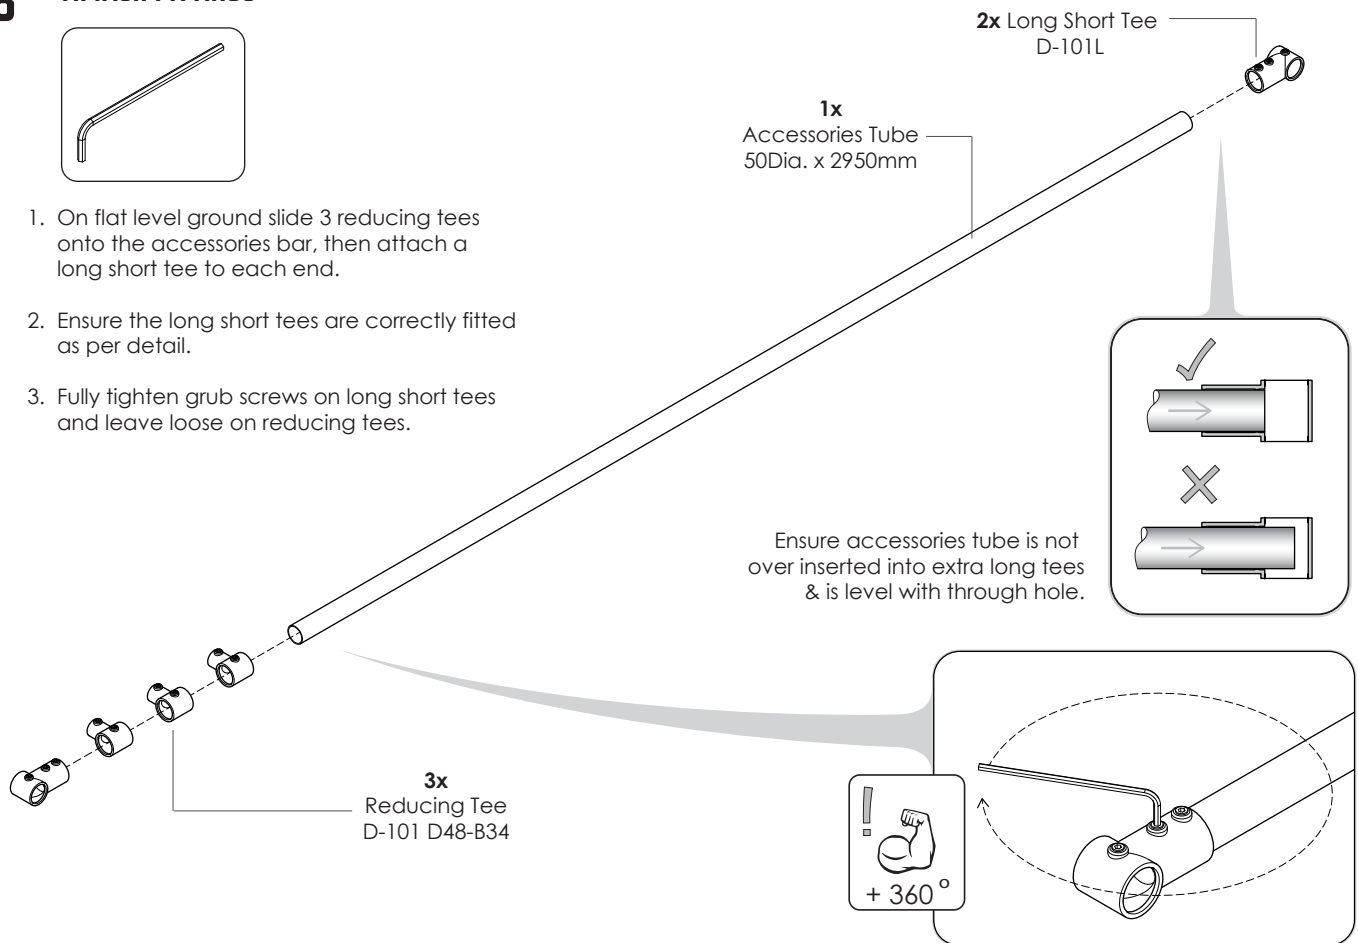 2x Long Short Tee
D-101L
1x
Accessories Tube
50Dia. x 2950mm
1. On flat level ground slide 3 reducing tees
onto the accessories bar, then attach a
long short tee to each end.
2. Ensure the long short tees are correctly fitted
as per detail.
3. Fully tighten grub screws on long short tees
and leave loose on reducing tees.
Ensure accessories tube is not
over inserted into extra long tees
& is level with through hole.
3x
Reducing Tee
D-101 D48-B34
!
+ 360°